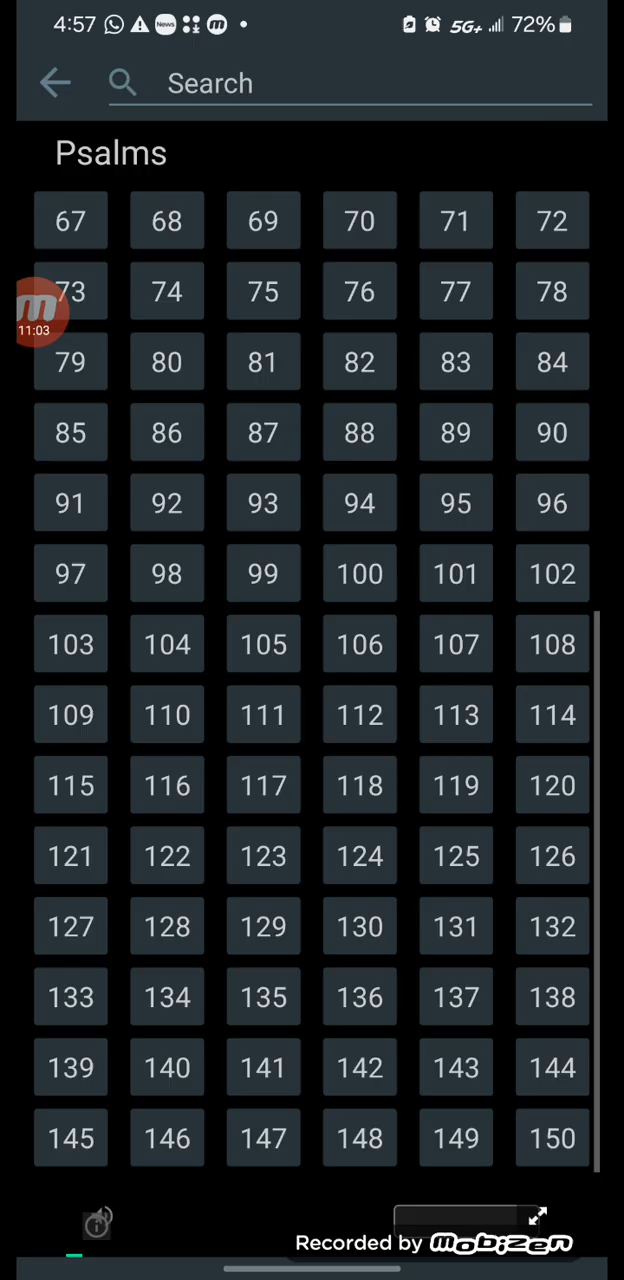 4:57 News 5G+ 72%
Search
Psalms
67 68 69 70 71 72
73 74 75 76 77 78
m
11:03
79 80 81 82 83 84
85 86 87 88 89 90
91 92 93 94 95 96
97 98 99 100 101 102
103 104 105 106 107 108
109 110 111 112 113 114
115 116 117 118 119 120
121 122 123 124 125 126
127 128 129 130 131 132
133 134 135 136 137 138
139 140 141 142 143 144
145 146 147 148 149 150
Recorded by mobizen